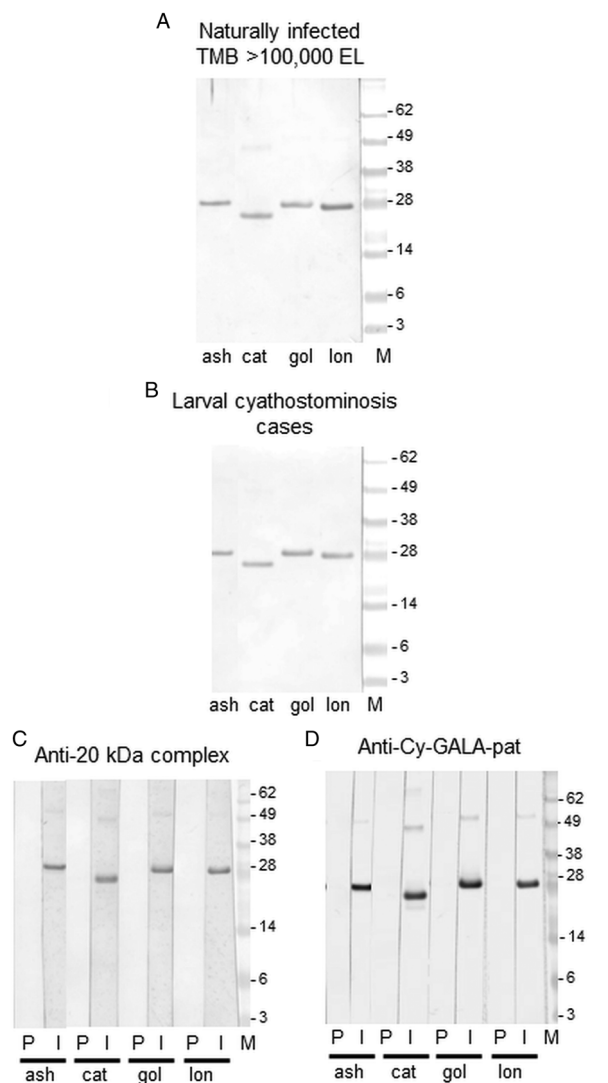 A
Naturally infected
TMB >100,000 EL
-62
-49
-38
-28
-14
-6
-3
ash cat gol lon M
B
Larval cyathostominosis
cases
-62
-49
-38
-28
-14
-6
-3
ash cat gol lon M
C
Anti-20 kDa complex
-62
-49
-38
-28
-14
-6
-3
P I P I P I P I M
ash cat gol lon
D
Anti-Cy-GALA-pat
-62
-49
-38
-28
-14
-6
-3
P I P I P I P I M
ash cat gol lon